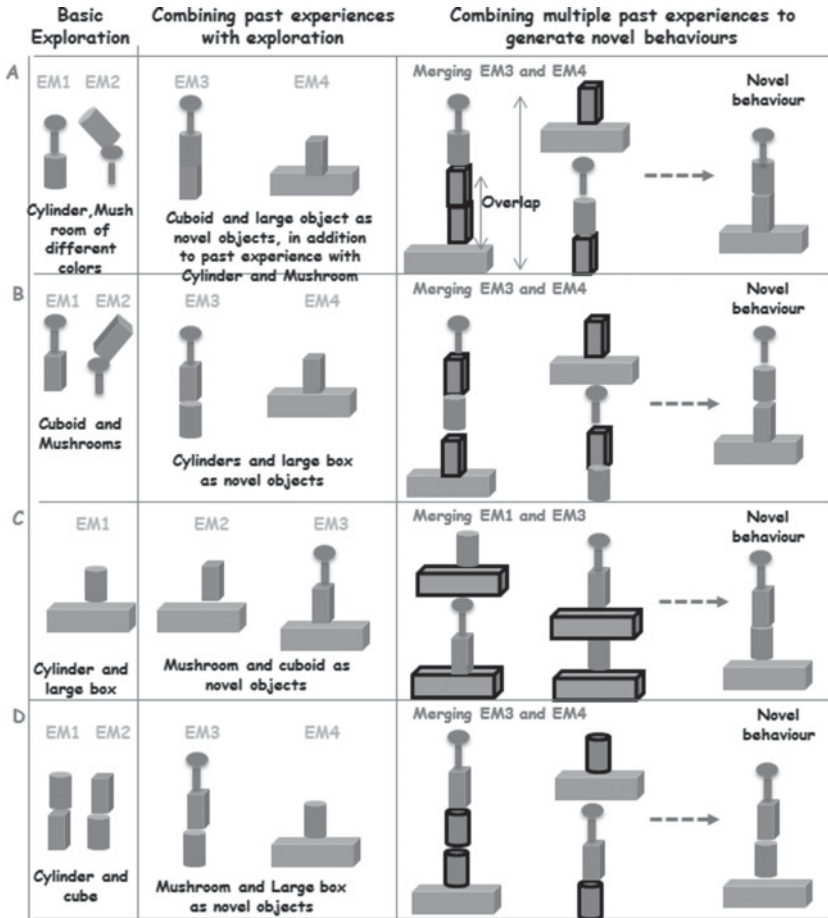 Basic
Exploration
Combining past experiences
with exploration
Combining multiple past experiences to
generate novel behaviours
A
EM1 EM2
Cylinder,Mush
room of
different
colors
EM3 EM4
Cuboid and large object as
novel objects, in addition
to past experience with
Cylinder and Mushroom
Merging EM3 and EM4
Overlap
Novel
behaviour
B
EM1 EM2
Cuboid and
Mushrooms
EM3 EM4
Cylinders and large box
as novel objects
Merging EM3 and EM4
Novel
behaviour
C
EM1
Cylinder and
large box
EM2 EM3
Mushroom and cuboid as
novel objects
Merging EM1 and EM3
Novel
behaviour
D
EM1 EM2
Cylinder and
cube
EM3 EM4
Mushroom and Large box
as novel objects
Merging EM3 and EM4
Novel
behaviour